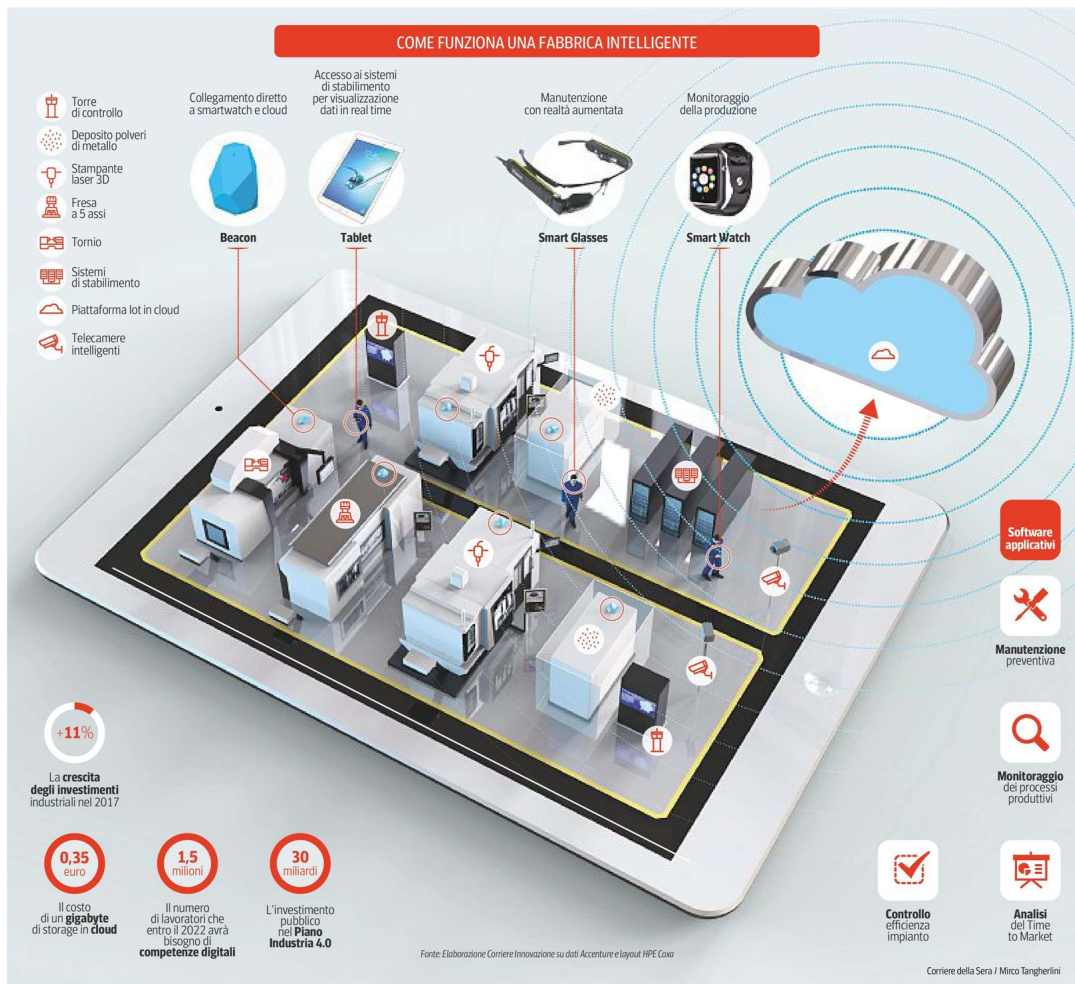 COME FUNZIONA UNA FABBRICA INTELLIGENTE
Torre
di controllo
Deposito polveri
di metallo
Stampante
laser 3D
Fresa
a 5 assi
Tornio
Sistemi
di stabilimento
Piattaforma Iot in cloud
Telecamere
intelligenti
Collegamento diretto
a smartwatch e cloud
Beacon
Accesso ai sistemi
di stabilimento
per visualizzazione
dati in real time
Tablet
Manutenzione
con realtà aumentata
Smart Glasses
Monitoraggio
della produzione
Smart Watch
Software
applicativi
Manutenzione
preventiva
Monitoraggio
dei processi
produttivi
Controllo
efficienza
impianto
Analisi
del Time
to Market
+11%
La crescita
degli investimenti
industriali nel 2017
0,35
euro
Il costo
di un gigabyte
di storage in cloud
1,5
milioni
Il numero
di lavoratori che
entro il 2022 avrà
bisogno di
competenze digitali
30
miliardi
L'investimento
pubblico
nel Piano
Industria 4.0
Fonte: Elaborazione Corriere Innovazione su dati Accenture e layout HPE Coxa
Corriere della Sera / Mirco Tangherlini